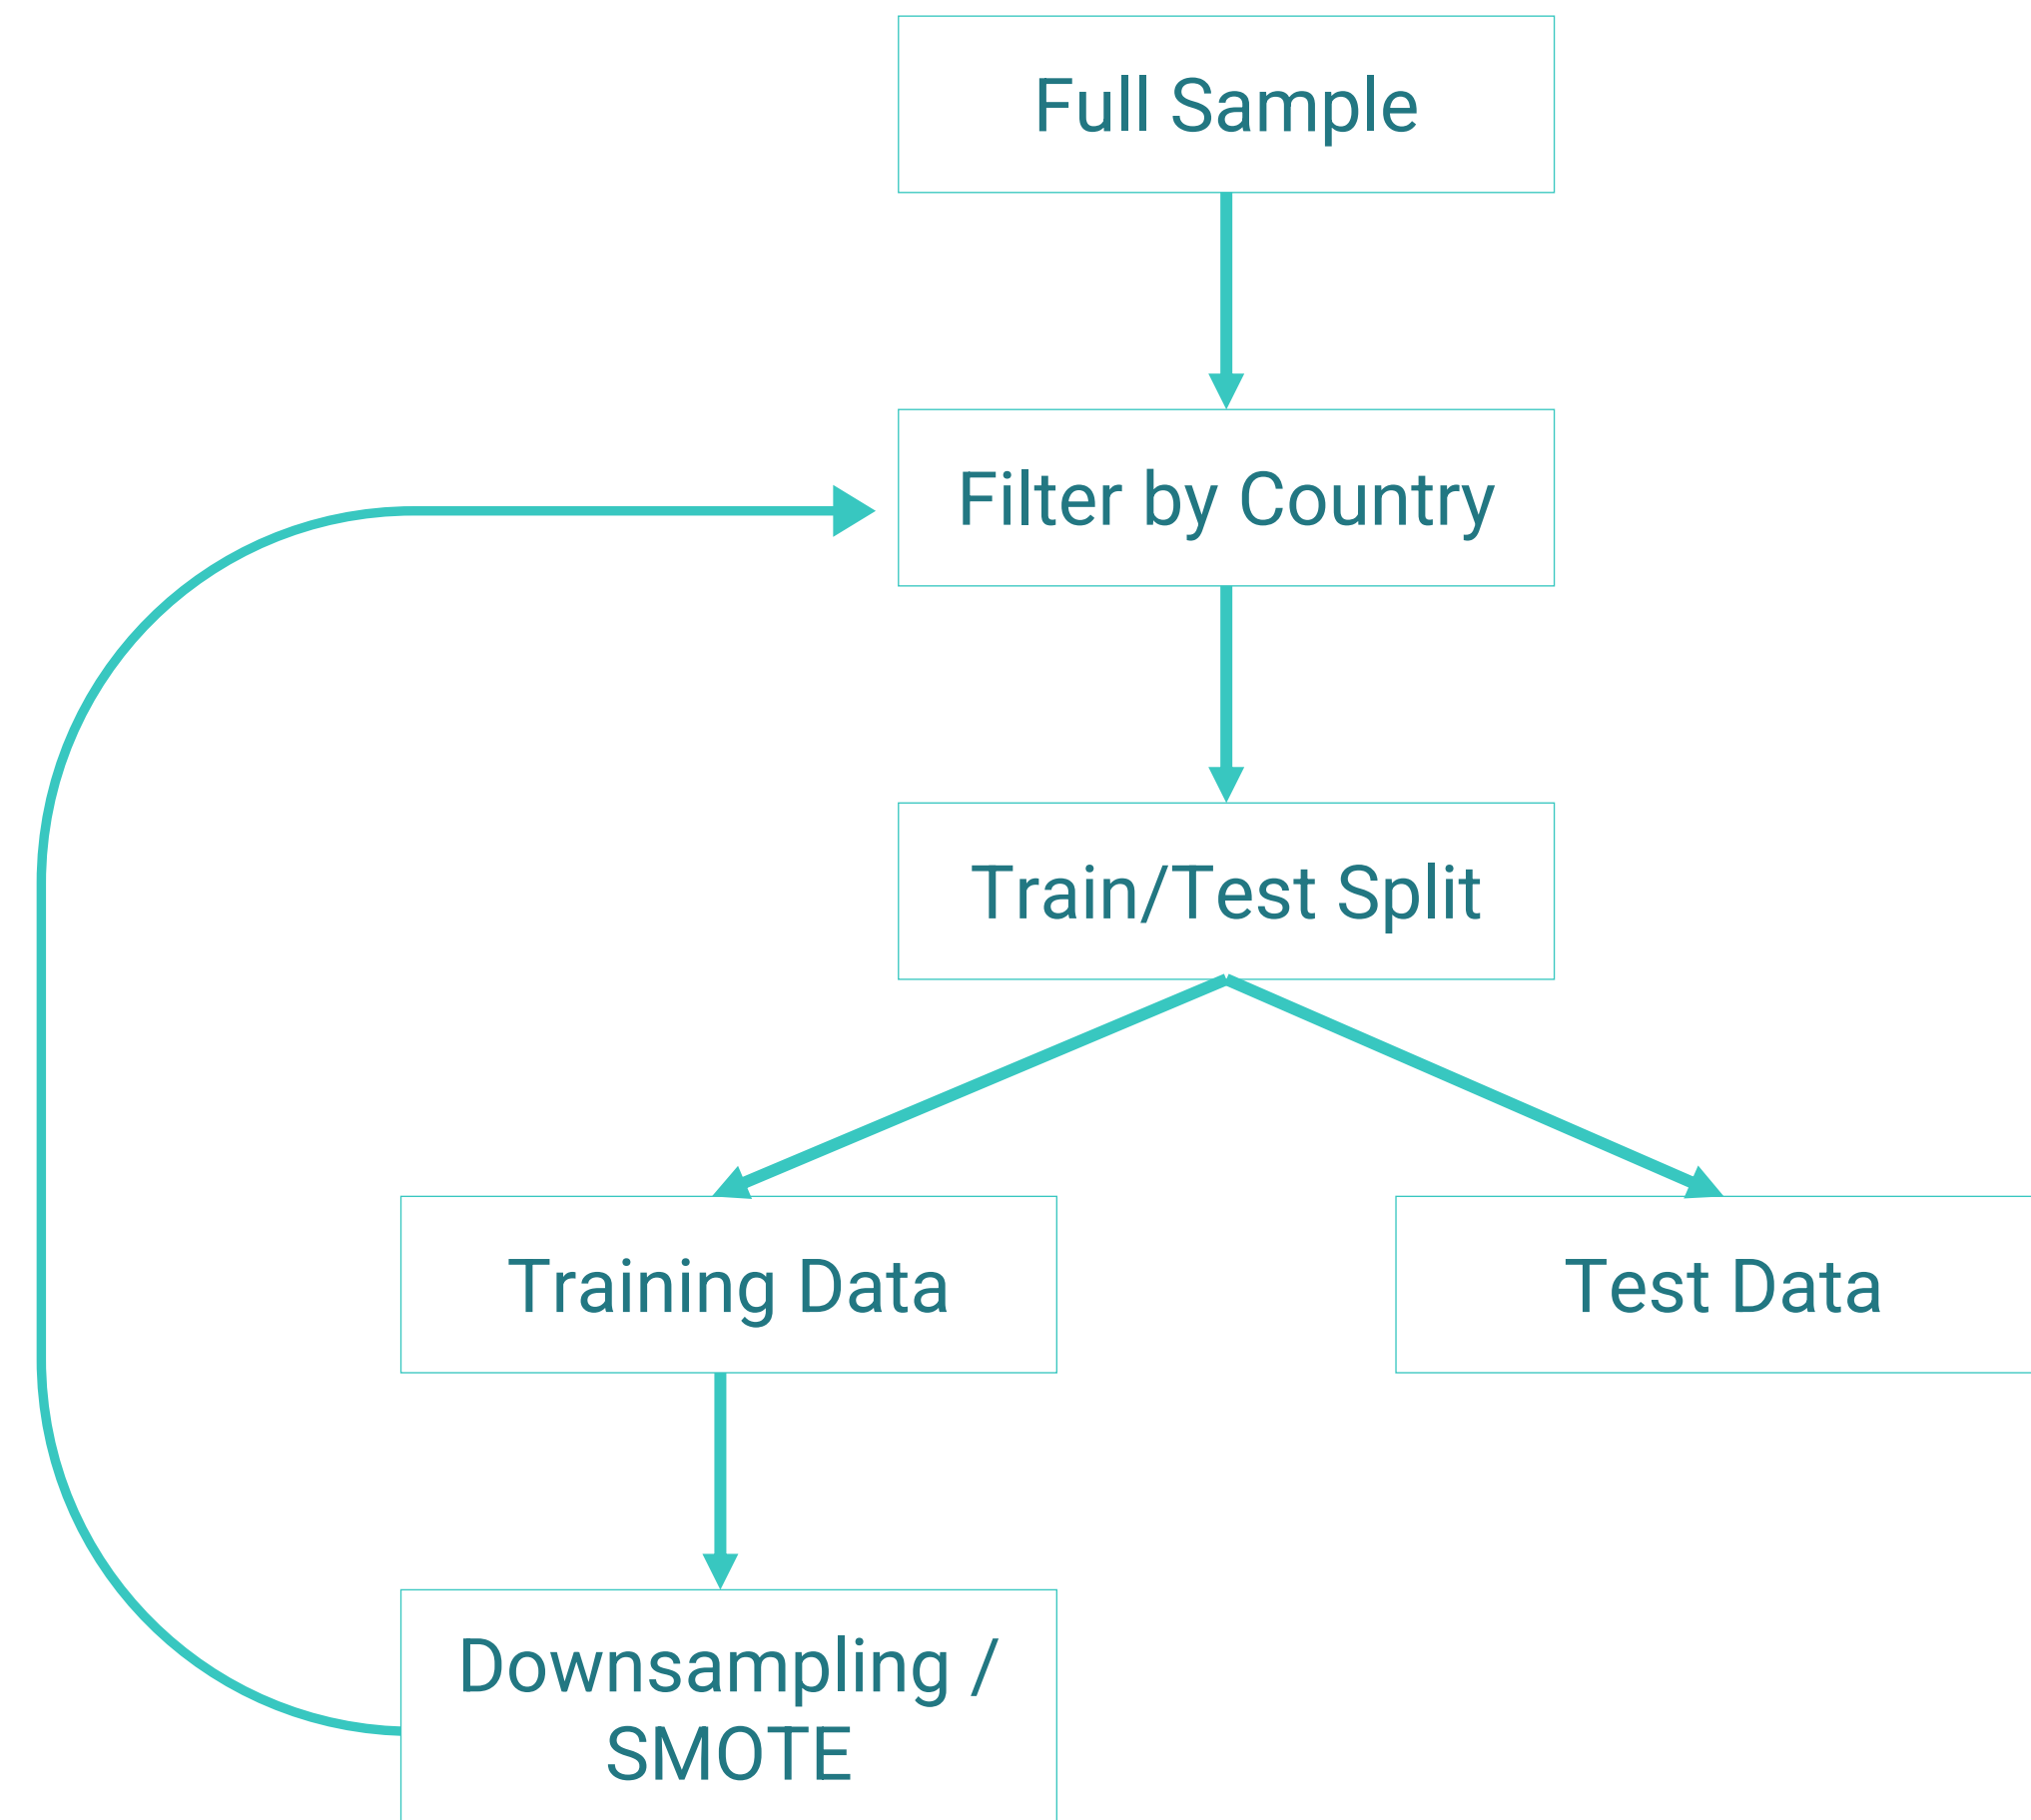 Full Sample
Filter by Country
Train/Test Split
Training Data
Test Data
Downsampling /
SMOTE